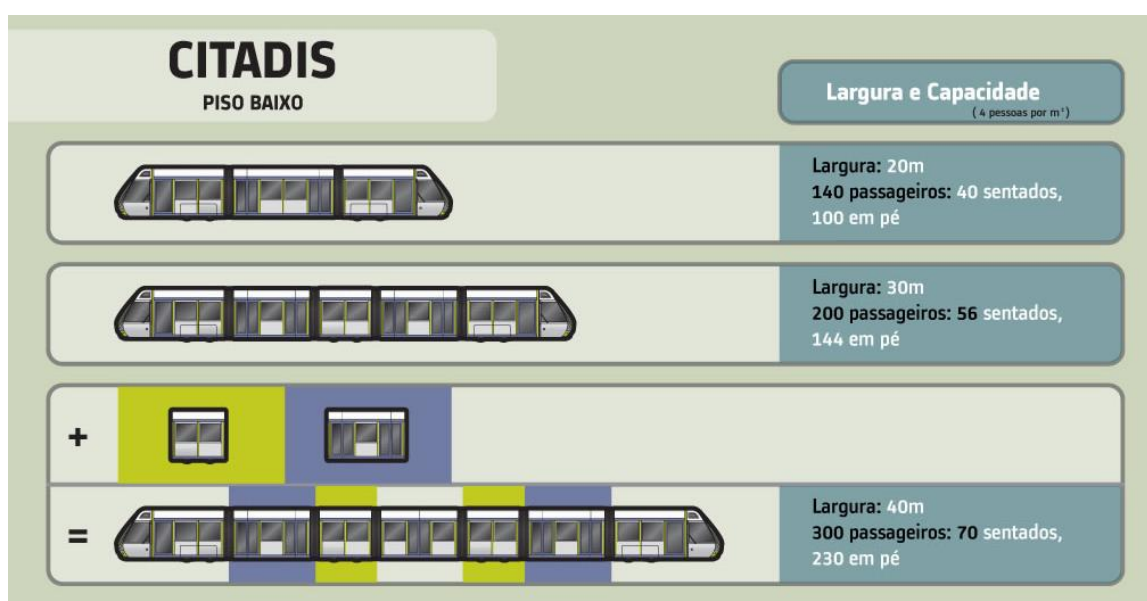 CITADIS
PISO BAIXO
Largura e Capacidade
( 4 pessoas por m²)
Largura: 20m
140 passageiros: 40 sentados,
100 em pé
Largura: 30m
200 passageiros: 56 sentados,
144 em pé
+
=
Largura: 40m
300 passageiros: 70 sentados,
230 em pé